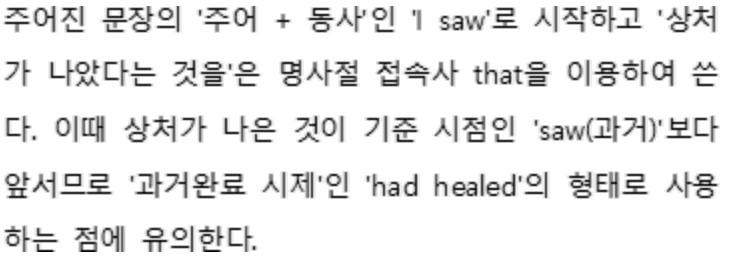 주어진 문장의 '주어 + 동사'인 'I saw'로 시작하고 '상처
가 나았다는 것을'은 명사절 접속사 that을 이용하여 쓴
다. 이때 상처가 나은 것이 기준 시점인 'saw(과거)'보다
앞서므로 '과거완료 시제'인 'had healed'의 형태로 사용
하는 점에 유의한다.